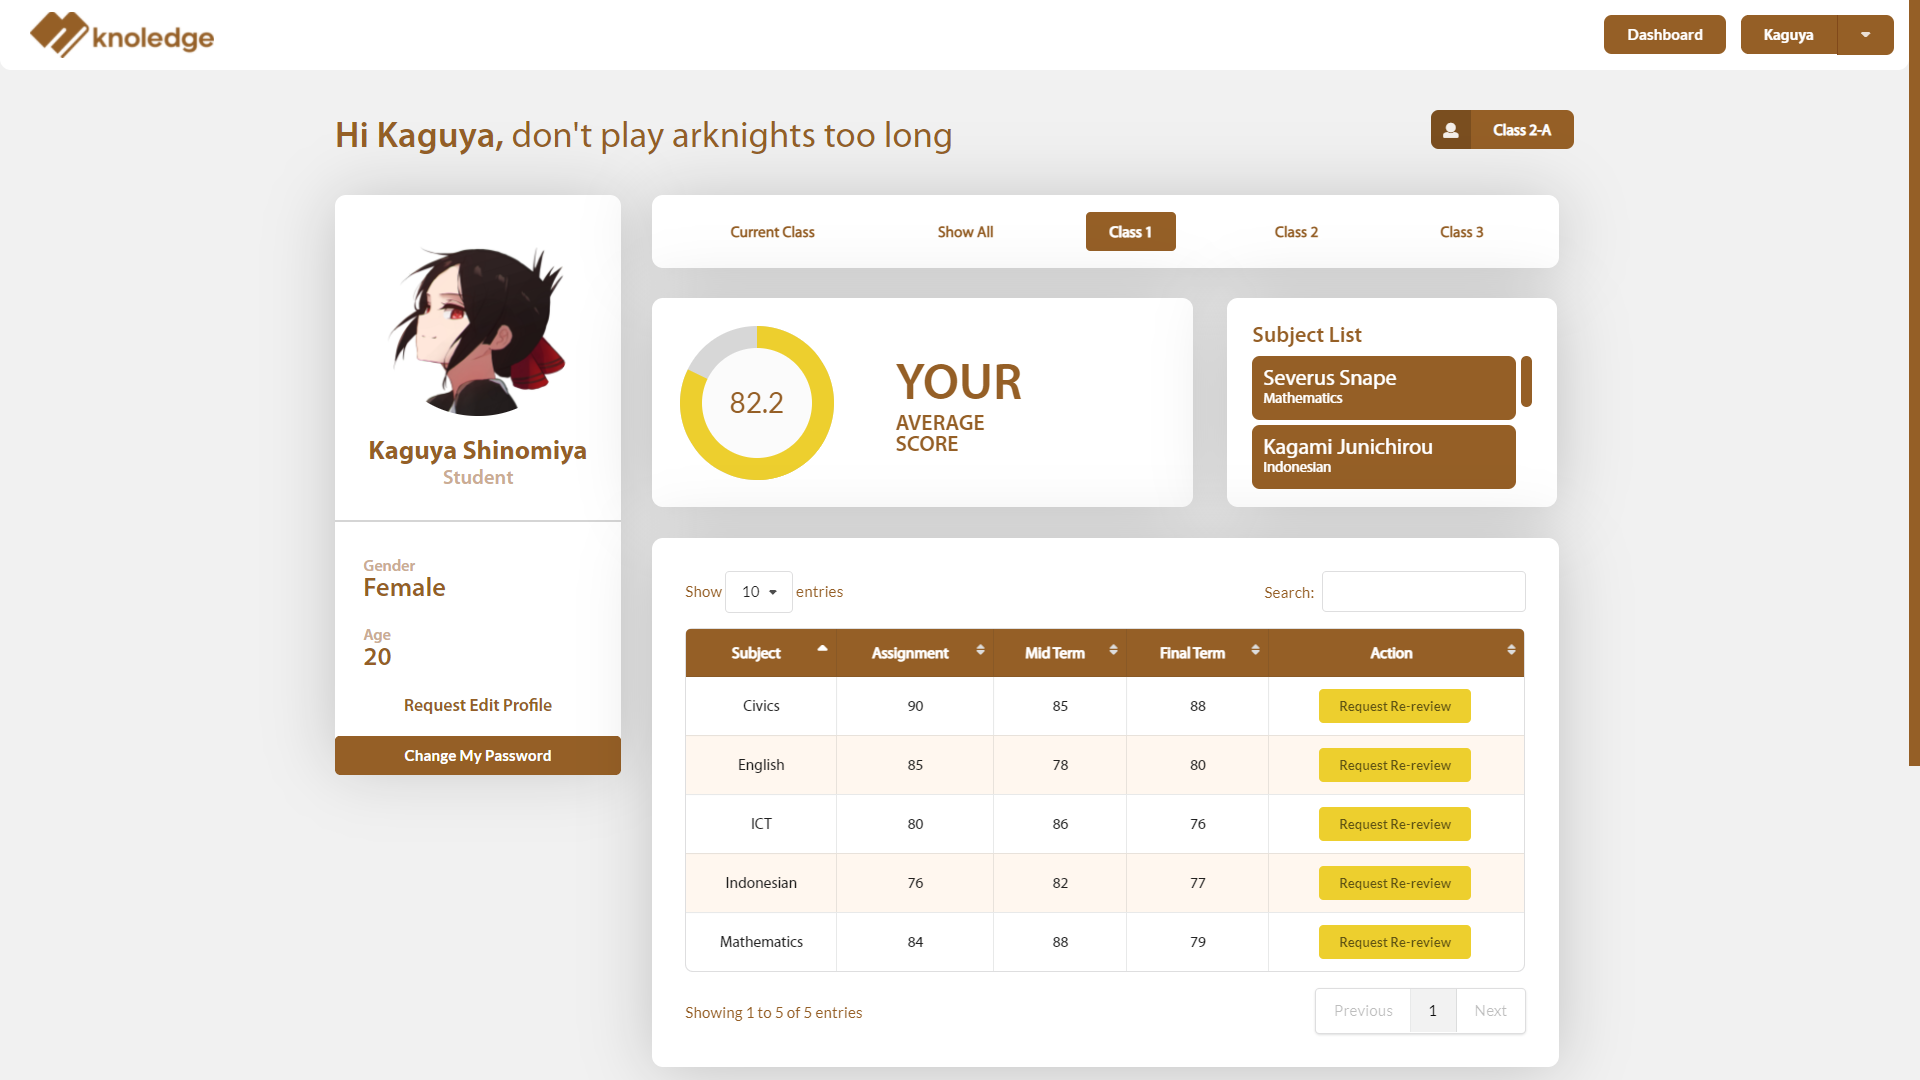 knoledge
Dashboard
Kaguya
Hi Kaguya, don't play arknights too long
Class 2-A
Kaguya Shinomiya
Student
Gender
Female
Age
20
Request Edit Profile
Change My Password
Current Class
Show All
Class 1
Class 2
Class 3
82.2
YOUR
AVERAGE
SCORE
Subject List
Severus Snape
Mathematics
Kagami Junichirou
Indonesian
Show 10 entries
Search:
Subject Assignment Mid Term Final Term Action
Civics 90 85 88 Request Re-review
English 85 78 80 Request Re-review
ICT 80 86 76 Request Re-review
Indonesian 76 82 77 Request Re-review
Mathematics 84 88 79 Request Re-review
Showing 1 to 5 of 5 entries
Previous 1 Next